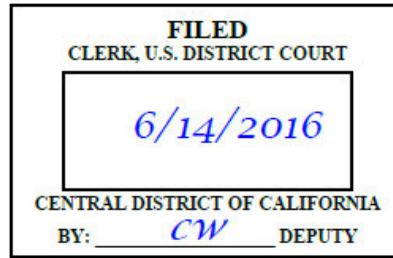 FILED
CLERK, U.S. DISTRICT COURT
6/14/2016
CENTRAL DISTRICT OF CALIFORNIA
BY: CW DEPUTY